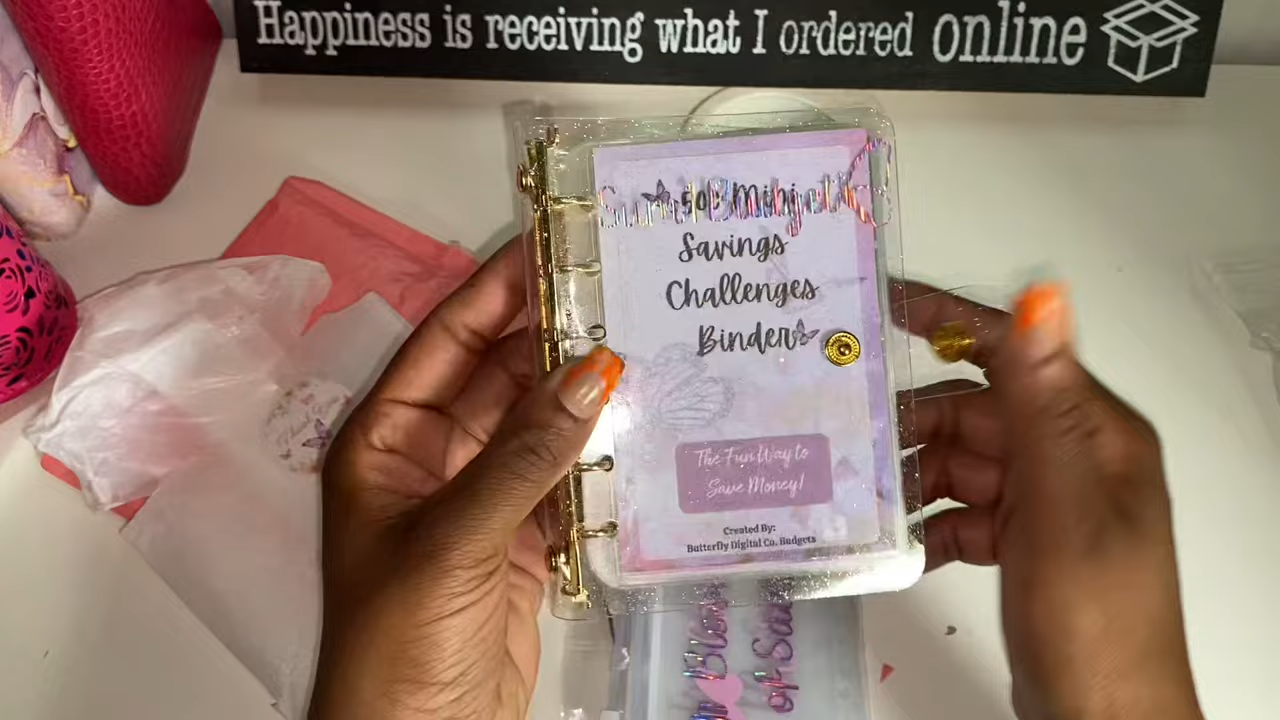 Happiness is receiving what I ordered online
Savings
Challenges
Binder
The Fun Way to
Save Money!
Created By:
Butterfly Digital Co. Budgets
of